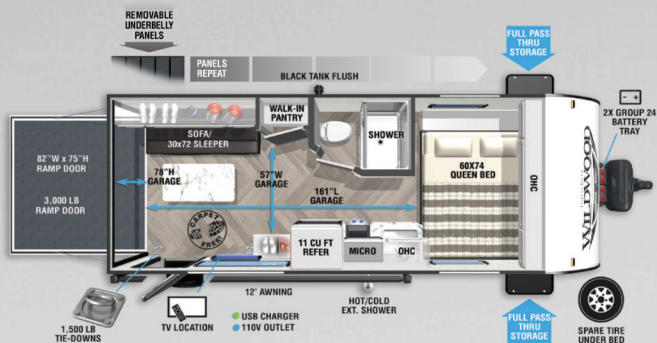 REMOVABLE
UNDERBELLY
PANELS
PANELS
REPEAT
BLACK TANK FLUSH
FULL PASS
THRU
STORAGE
2X GROUP 24
BATTERY
TRAY
82"W x 75"H
RAMP DOOR
3,000 LB
RAMP DOOR
SOFA/
30x72 SLEEPER
WALK-IN
PANTRY
SHOWER
78"H
GARAGE
57"W
GARAGE
161"L
GARAGE
CARPET
FREE!
60X74
QUEEN BED
OHC
WILDWOOD
11 CU FT
REFER
MICRO
OHC
1,500 LB
TIE-DOWNS
TV LOCATION
12' AWNING
USB CHARGER
110V OUTLET
HOT/COLD
EXT. SHOWER
FULL PASS
THRU
STORAGE
SPARE TIRE
UNDER BED